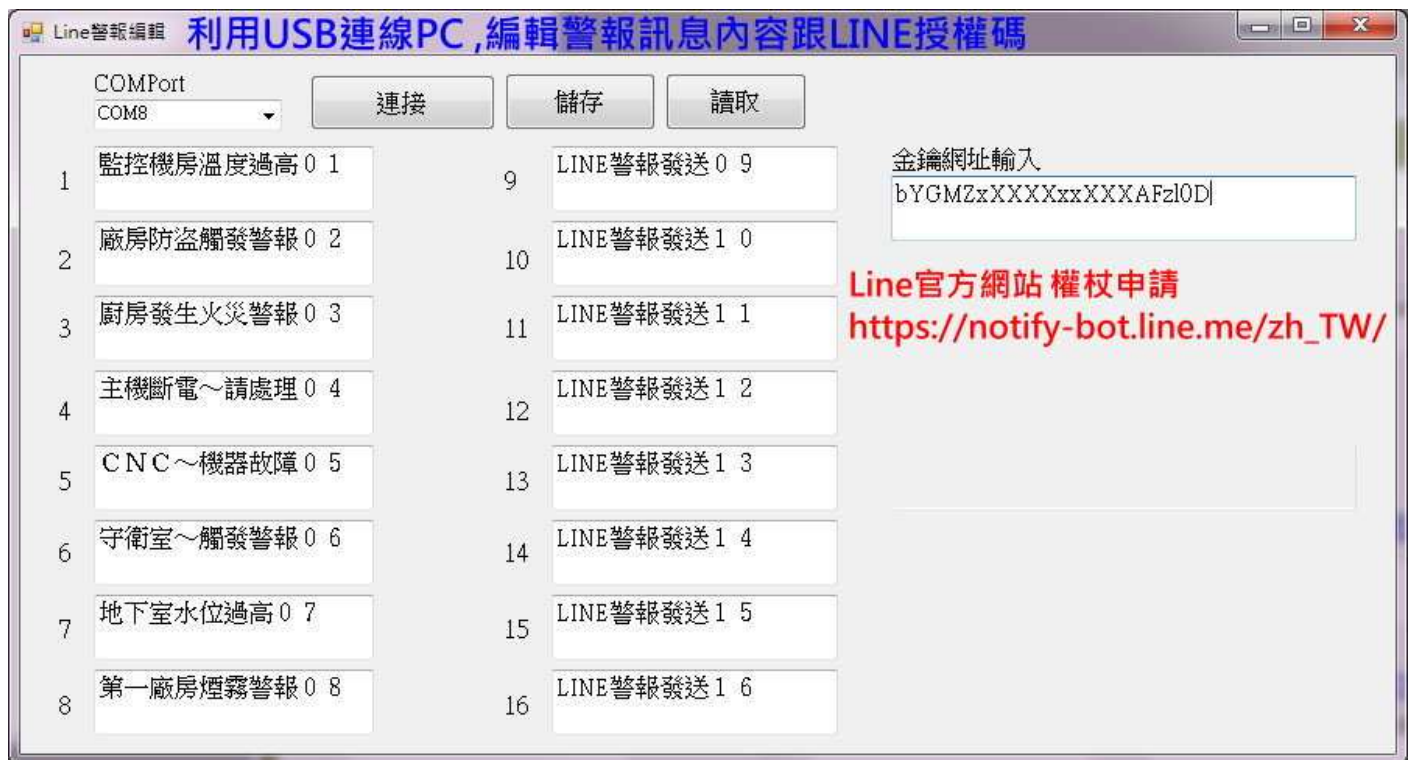 Line警報編輯 利用USB連線PC ,編輯警報訊息內容跟LINE授權碼
COMPort
COM8
連接
儲存
讀取
1 監控機房溫度過高０１
2 廠房防盜觸發警報０２
3 廚房發生火災警報０３
4 主機斷電～請處理０４
5 ＣＮＣ～機器故障０５
6 守衛室～觸發警報０６
7 地下室水位過高０７
8 第一廠房煙霧警報０８
9 LINE警報發送０９
10 LINE警報發送１０
11 LINE警報發送１１
12 LINE警報發送１２
13 LINE警報發送１３
14 LINE警報發送１４
15 LINE警報發送１５
16 LINE警報發送１６
金鑰網址輸入
bYGMZxXXXXxxXXXAFzl0D
Line官方網站 權杖申請
https://notify-bot.line.me/zh_TW/